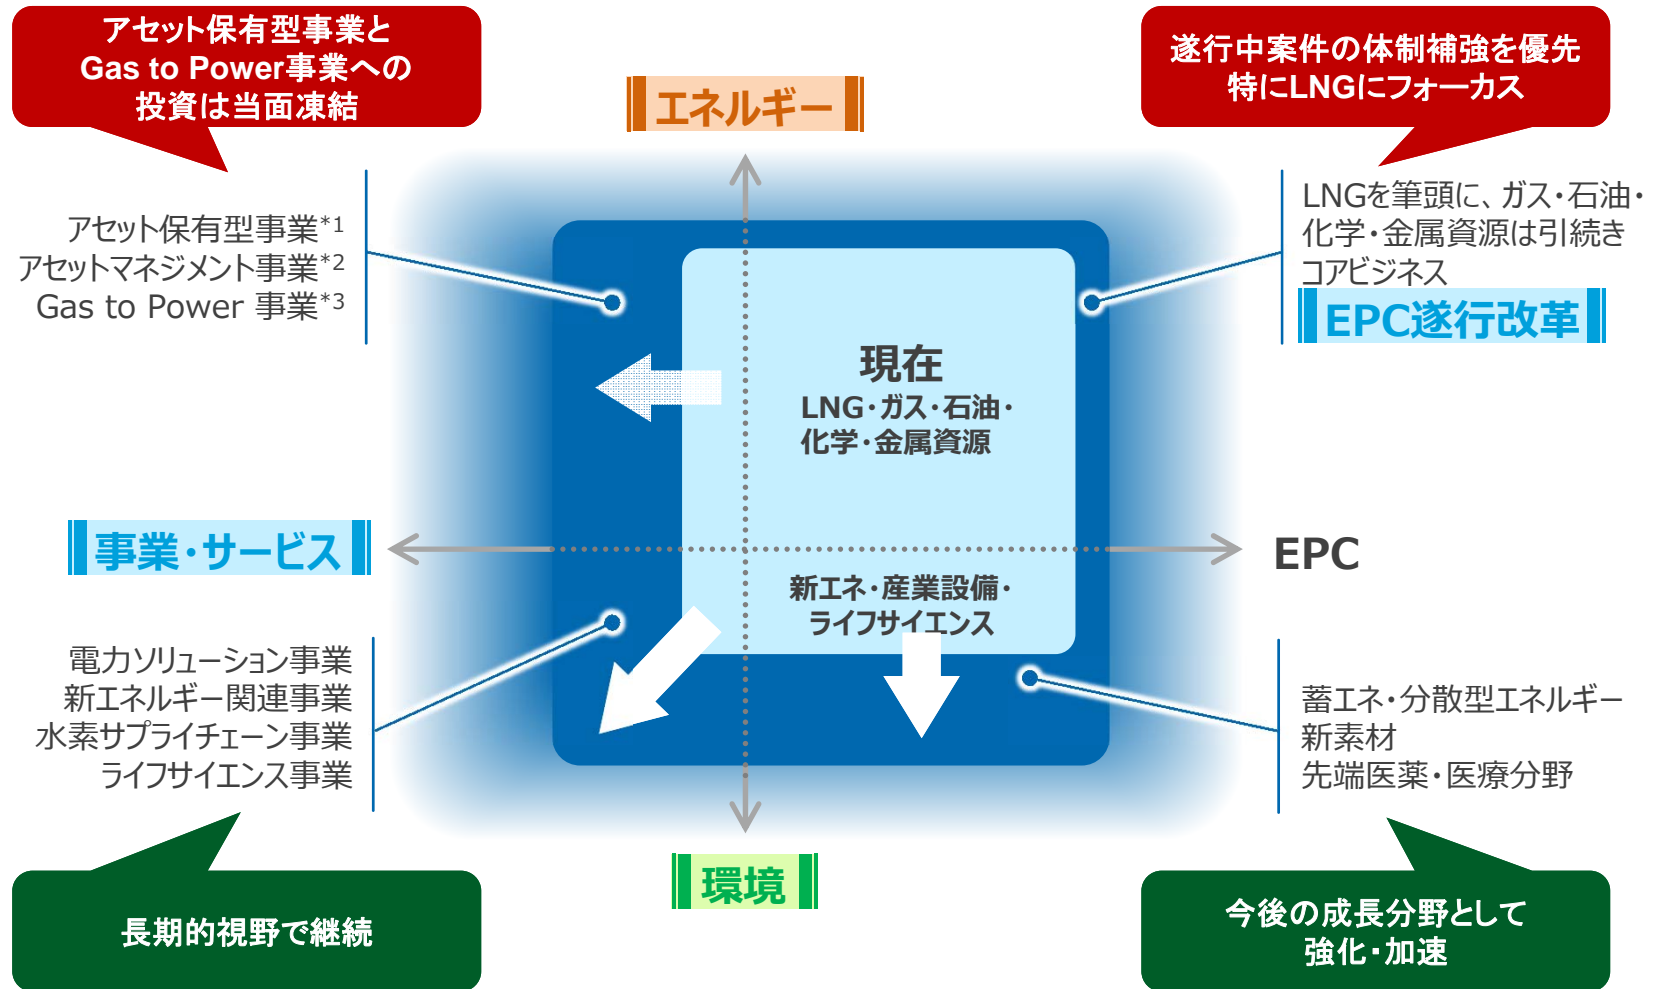 アセット保有型事業と
Gas to Power事業への
投資は当面凍結
遂行中案件の体制補強を優先
特にLNGにフォーカス
エネルギー
アセット保有型事業*1
アセットマネジメント事業*2
Gas to Power 事業*3
LNGを筆頭に、ガス・石油・
化学・金属資源は引続き
コアビジネス
EPC遂行改革
現在
LNG・ガス・石油・
化学・金属資源
事業・サービス
EPC
新エネ・産業設備・
ライフサイエンス
電力ソリューション事業
新エネルギー関連事業
水素サプライチェーン事業
ライフサイエンス事業
蓄エネ・分散型エネルギー
新素材
先端医薬・医療分野
環境
長期的視野で継続
今後の成長分野として
強化・加速